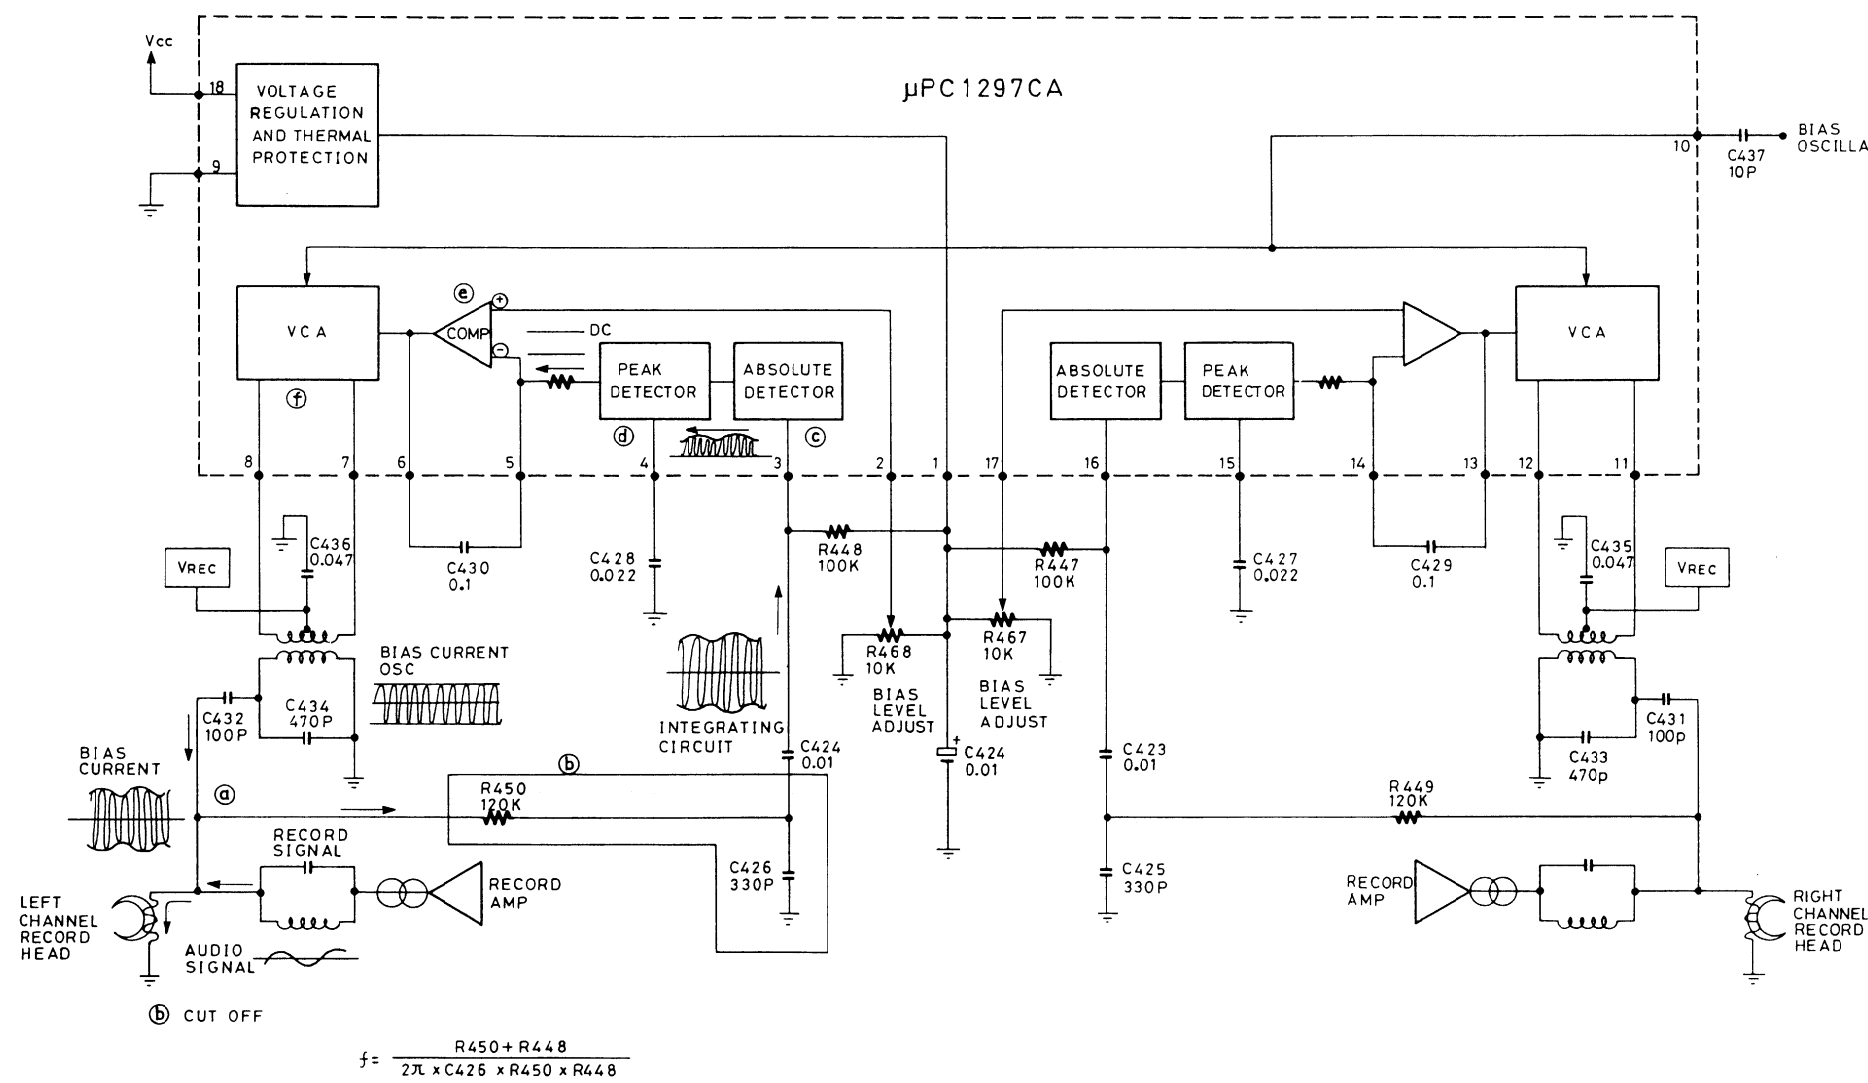 Vcc
18
VOLTAGE
REGULATION
AND THERMAL
PROTECTION
9
µPC1297CA
10
C437
10P
BIAS
OSCILLA
VCA
f
e
COMP
+
−
DC
PEAK
DETECTOR
d
ABSOLUTE
DETECTOR
c
ABSOLUTE
DETECTOR
PEAK
DETECTOR
VCA
8
7
6
5
4
3
2
1
17
16
15
14
13
12
11
VREC
C436
0.047
C430
0.1
C428
0.022
R448
100K
R447
100K
C427
0.022
C429
0.1
C435
0.047
VREC
R468
10K
BIAS
LEVEL
ADJUST
R467
10K
BIAS
LEVEL
ADJUST
BIAS CURRENT
OSC
C432
100P
C434
470P
INTEGRATING
CIRCUIT
C424
0.01
+
C424
0.01
C423
0.01
C431
100p
C433
470p
BIAS
CURRENT
a
b
R450
120K
R449
120K
RECORD
SIGNAL
C426
330P
C425
330P
RECORD
AMP
RECORD
AMP
LEFT
CHANNEL
RECORD
HEAD
AUDIO
SIGNAL
RIGHT
CHANNEL
RECORD
HEAD
b CUT OFF
f= R450+R448
2π xC426 xR450 xR448